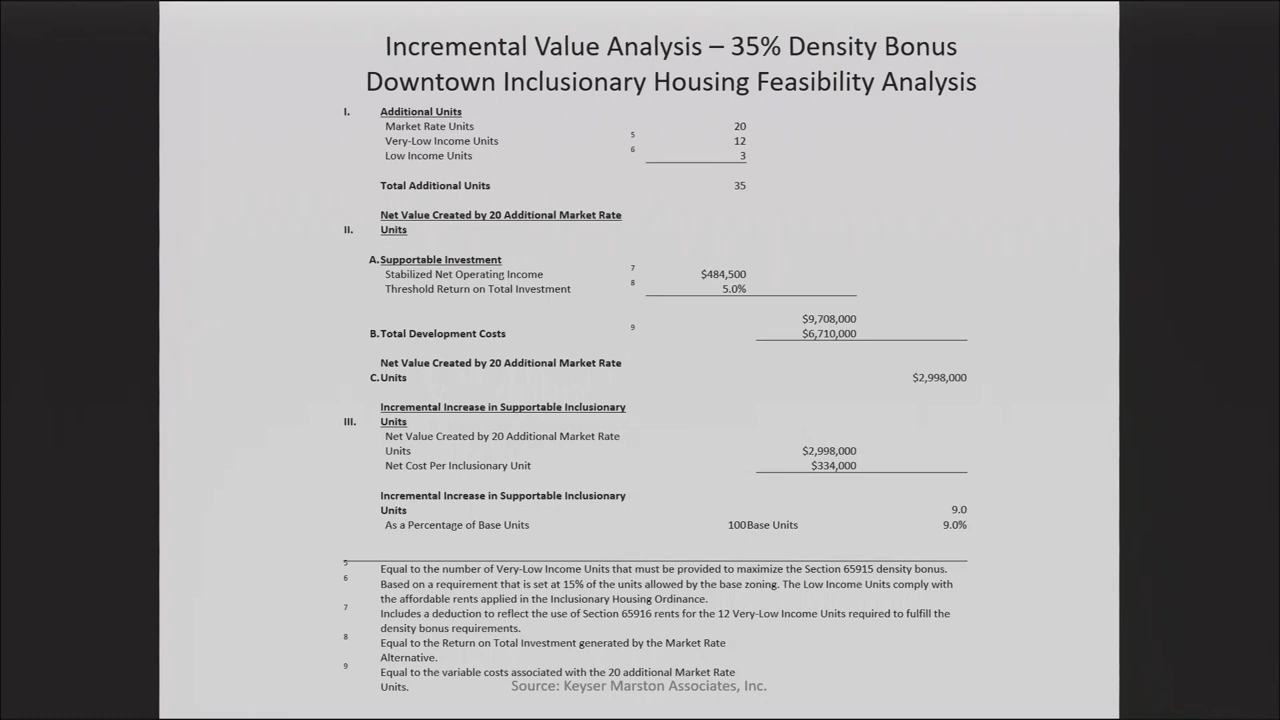 Incremental Value Analysis – 35% Density Bonus
Downtown Inclusionary Housing Feasibility Analysis
I. Additional Units
Market Rate Units 20
Very-Low Income Units 5 12
Low Income Units 6 3
Total Additional Units 35
Net Value Created by 20 Additional Market Rate
II. Units
A. Supportable Investment
Stabilized Net Operating Income 7 $484,500
Threshold Return on Total Investment 8 5.0%
$9,708,000
B. Total Development Costs 9 $6,710,000
Net Value Created by 20 Additional Market Rate
C. Units $2,998,000
Incremental Increase in Supportable Inclusionary
III. Units
Net Value Created by 20 Additional Market Rate
Units $2,998,000
Net Cost Per Inclusionary Unit $334,000
Incremental Increase in Supportable Inclusionary
Units 9.0
As a Percentage of Base Units 100 Base Units 9.0%
5 Equal to the number of Very-Low Income Units that must be provided to maximize the Section 65915 density bonus.
6 Based on a requirement that is set at 15% of the units allowed by the base zoning. The Low Income Units comply with
the affordable rents applied in the Inclusionary Housing Ordinance.
7 Includes a deduction to reflect the use of Section 65916 rents for the 12 Very-Low Income Units required to fulfill the
density bonus requirements.
8 Equal to the Return on Total Investment generated by the Market Rate
Alternative.
9 Equal to the variable costs associated with the 20 additional Market Rate
Units.
Source: Keyser Marston Associates, Inc.